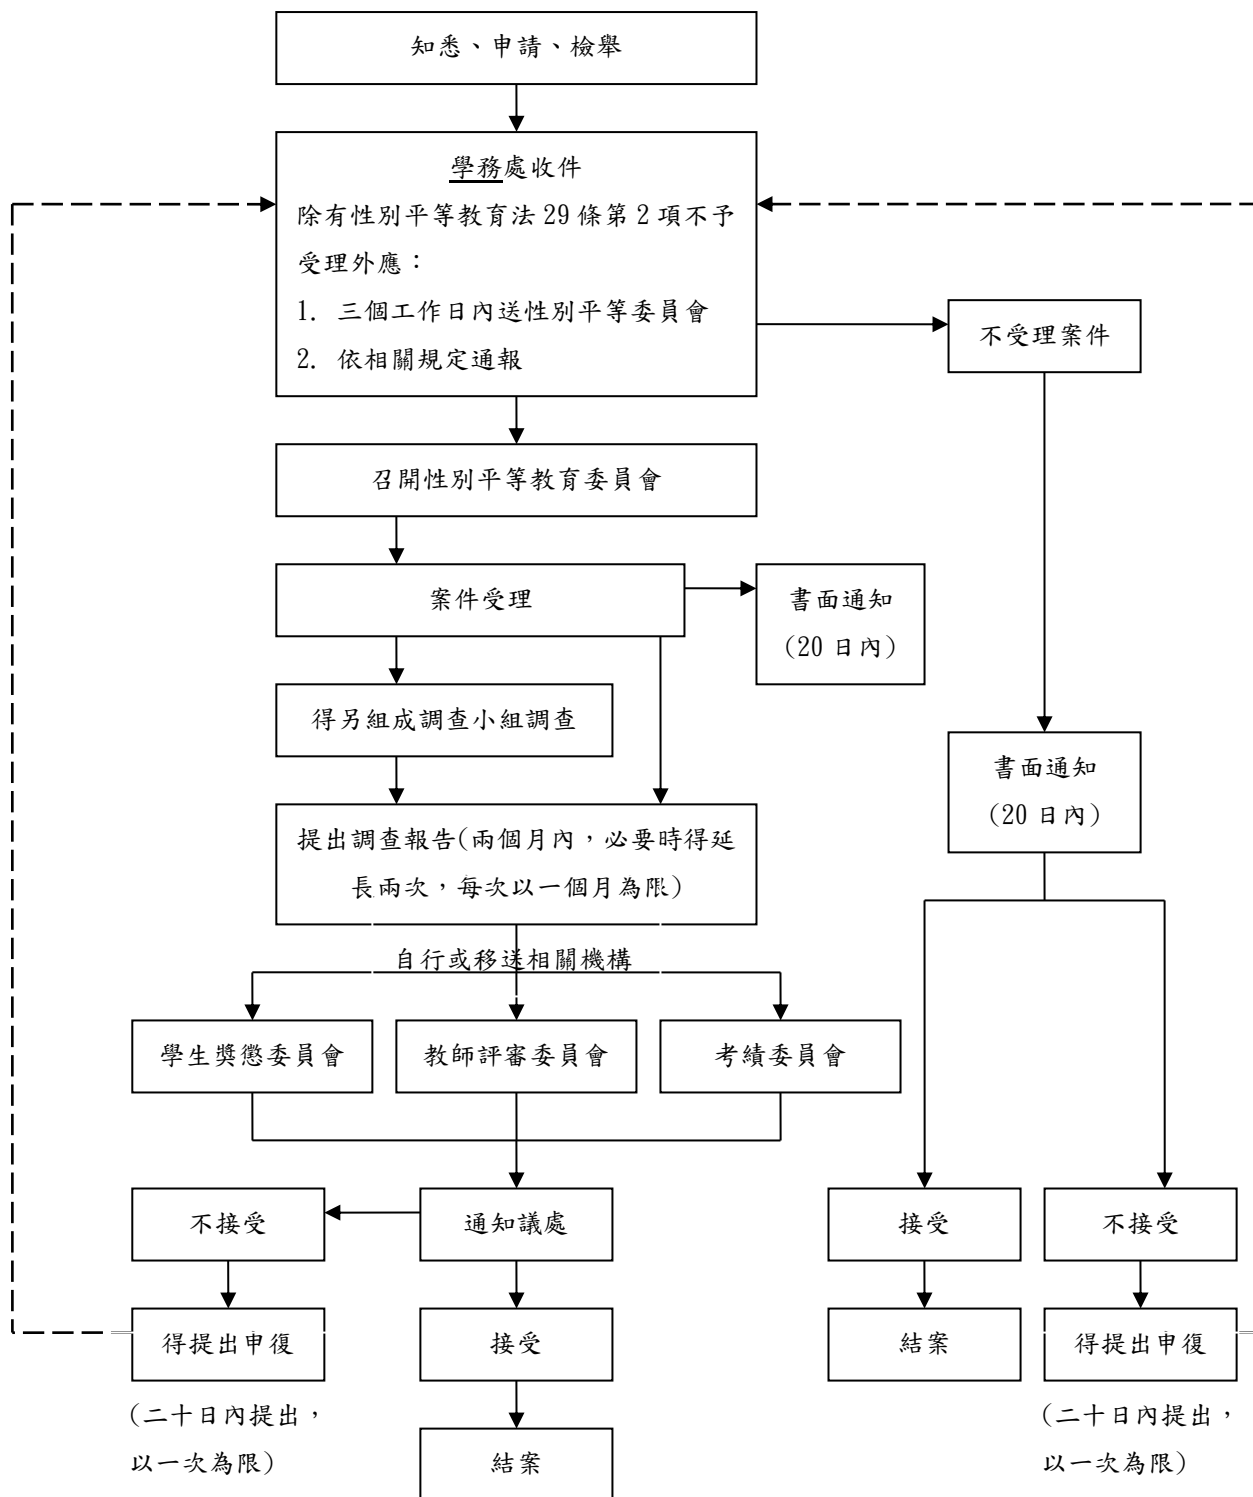 知悉、申請、檢舉
學務處收件
除有性別平等教育法 29 條第 2 項不予
受理外應：
1. 三個工作日內送性別平等委員會
2. 依相關規定通報
不受理案件
召開性別平等教育委員會
案件受理
書面通知
(20 日內)
得另組成調查小組調查
書面通知
(20 日內)
提出調查報告(兩個月內，必要時得延
長兩次，每次以一個月為限)
自行或移送相關機構
學生獎懲委員會
教師評審委員會
考績委員會
不接受
通知議處
接受
不接受
得提出申復
接受
結案
得提出申復
(二十日內提出，
以一次為限)
結案
(二十日內提出，
以一次為限)